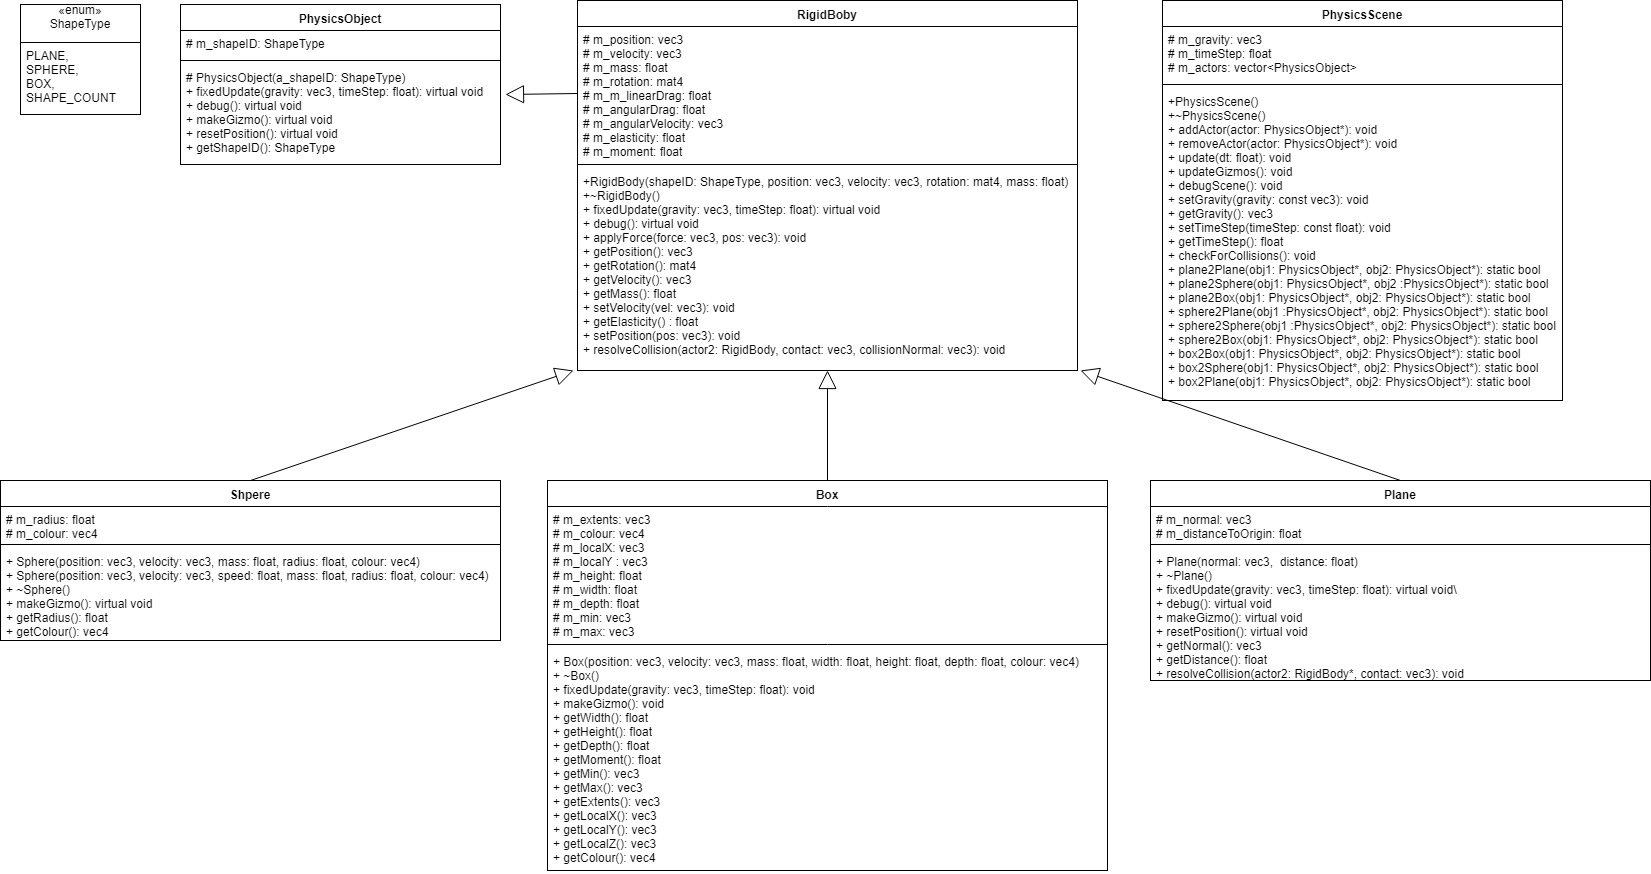 «enum»
ShapeType
PLANE,
SPHERE,
BOX,
SHAPE_COUNT
PhysicsObject
# m_shapeID: ShapeType
# PhysicsObject(a_shapeID: ShapeType)
+ fixedUpdate(gravity: vec3, timeStep: float): virtual void
+ debug(): virtual void
+ makeGizmo(): virtual void
+ resetPosition(): virtual void
+ getShapeID(): ShapeType
RigidBoby
# m_position: vec3
# m_velocity: vec3
# m_mass: float
# m_rotation: mat4
# m_m_linearDrag: float
# m_angularDrag: float
# m_angularVelocity: vec3
# m_elasticity: float
# m_moment: float
+RigidBody(shapeID: ShapeType, position: vec3, velocity: vec3, rotation: mat4, mass: float)
+~RigidBody()
+ fixedUpdate(gravity: vec3, timeStep: float): virtual void
+ debug(): virtual void
+ applyForce(force: vec3, pos: vec3): void
+ getPosition(): vec3
+ getRotation(): mat4
+ getVelocity(): vec3
+ getMass(): float
+ setVelocity(vel: vec3): void
+ getElasticity() : float
+ setPosition(pos: vec3): void
+ resolveCollision(actor2: RigidBody, contact: vec3, collisionNormal: vec3): void
PhysicsScene
# m_gravity: vec3
# m_timeStep: float
# m_actors: vector<PhysicsObject>
+PhysicsScene()
+~PhysicsScene()
+ addActor(actor: PhysicsObject*): void
+ removeActor(actor: PhysicsObject*): void
+ update(dt: float): void
+ updateGizmos(): void
+ debugScene(): void
+ setGravity(gravity: const vec3): void
+ getGravity(): vec3
+ setTimeStep(timeStep: const float): void
+ getTimeStep(): float
+ checkForCollisions(): void
+ plane2Plane(obj1: PhysicsObject*, obj2: PhysicsObject*): static bool
+ plane2Sphere(obj1: PhysicsObject*, obj2 :PhysicsObject*): static bool
+ plane2Box(obj1: PhysicsObject*, obj2: PhysicsObject*): static bool
+ sphere2Plane(obj1 :PhysicsObject*, obj2: PhysicsObject*): static bool
+ sphere2Sphere(obj1 :PhysicsObject*, obj2: PhysicsObject*): static bool
+ sphere2Box(obj1: PhysicsObject*, obj2: PhysicsObject*): static bool
+ box2Box(obj1: PhysicsObject*, obj2: PhysicsObject*): static bool
+ box2Sphere(obj1: PhysicsObject*, obj2: PhysicsObject*): static bool
+ box2Plane(obj1: PhysicsObject*, obj2: PhysicsObject*): static bool
Shpere
# m_radius: float
# m_colour: vec4
+ Sphere(position: vec3, velocity: vec3, mass: float, radius: float, colour: vec4)
+ Sphere(position: vec3, velocity: vec3, speed: float, mass: float, radius: float, colour: vec4)
+ ~Sphere()
+ makeGizmo(): virtual void
+ getRadius(): float
+ getColour(): vec4
Box
# m_extents: vec3
# m_colour: vec4
# m_localX: vec3
# m_localY : vec3
# m_height: float
# m_width: float
# m_depth: float
# m_min: vec3
# m_max: vec3
+ Box(position: vec3, velocity: vec3, mass: float, width: float, height: float, depth: float, colour: vec4)
+ ~Box()
+ fixedUpdate(gravity: vec3, timeStep: float): void
+ makeGizmo(): void
+ getWidth(): float
+ getHeight(): float
+ getDepth(): float
+ getMoment(): float
+ getMin(): vec3
+ getMax(): vec3
+ getExtents(): vec3
+ getLocalX(): vec3
+ getLocalY(): vec3
+ getLocalZ(): vec3
+ getColour(): vec4
Plane
# m_normal: vec3
# m_distanceToOrigin: float
+ Plane(normal: vec3, distance: float)
+ ~Plane()
+ fixedUpdate(gravity: vec3, timeStep: float): virtual void\
+ debug(): virtual void
+ makeGizmo(): virtual void
+ resetPosition(): virtual void
+ getNormal(): vec3
+ getDistance(): float
+ resolveCollision(actor2: RigidBody*, contact: vec3): void